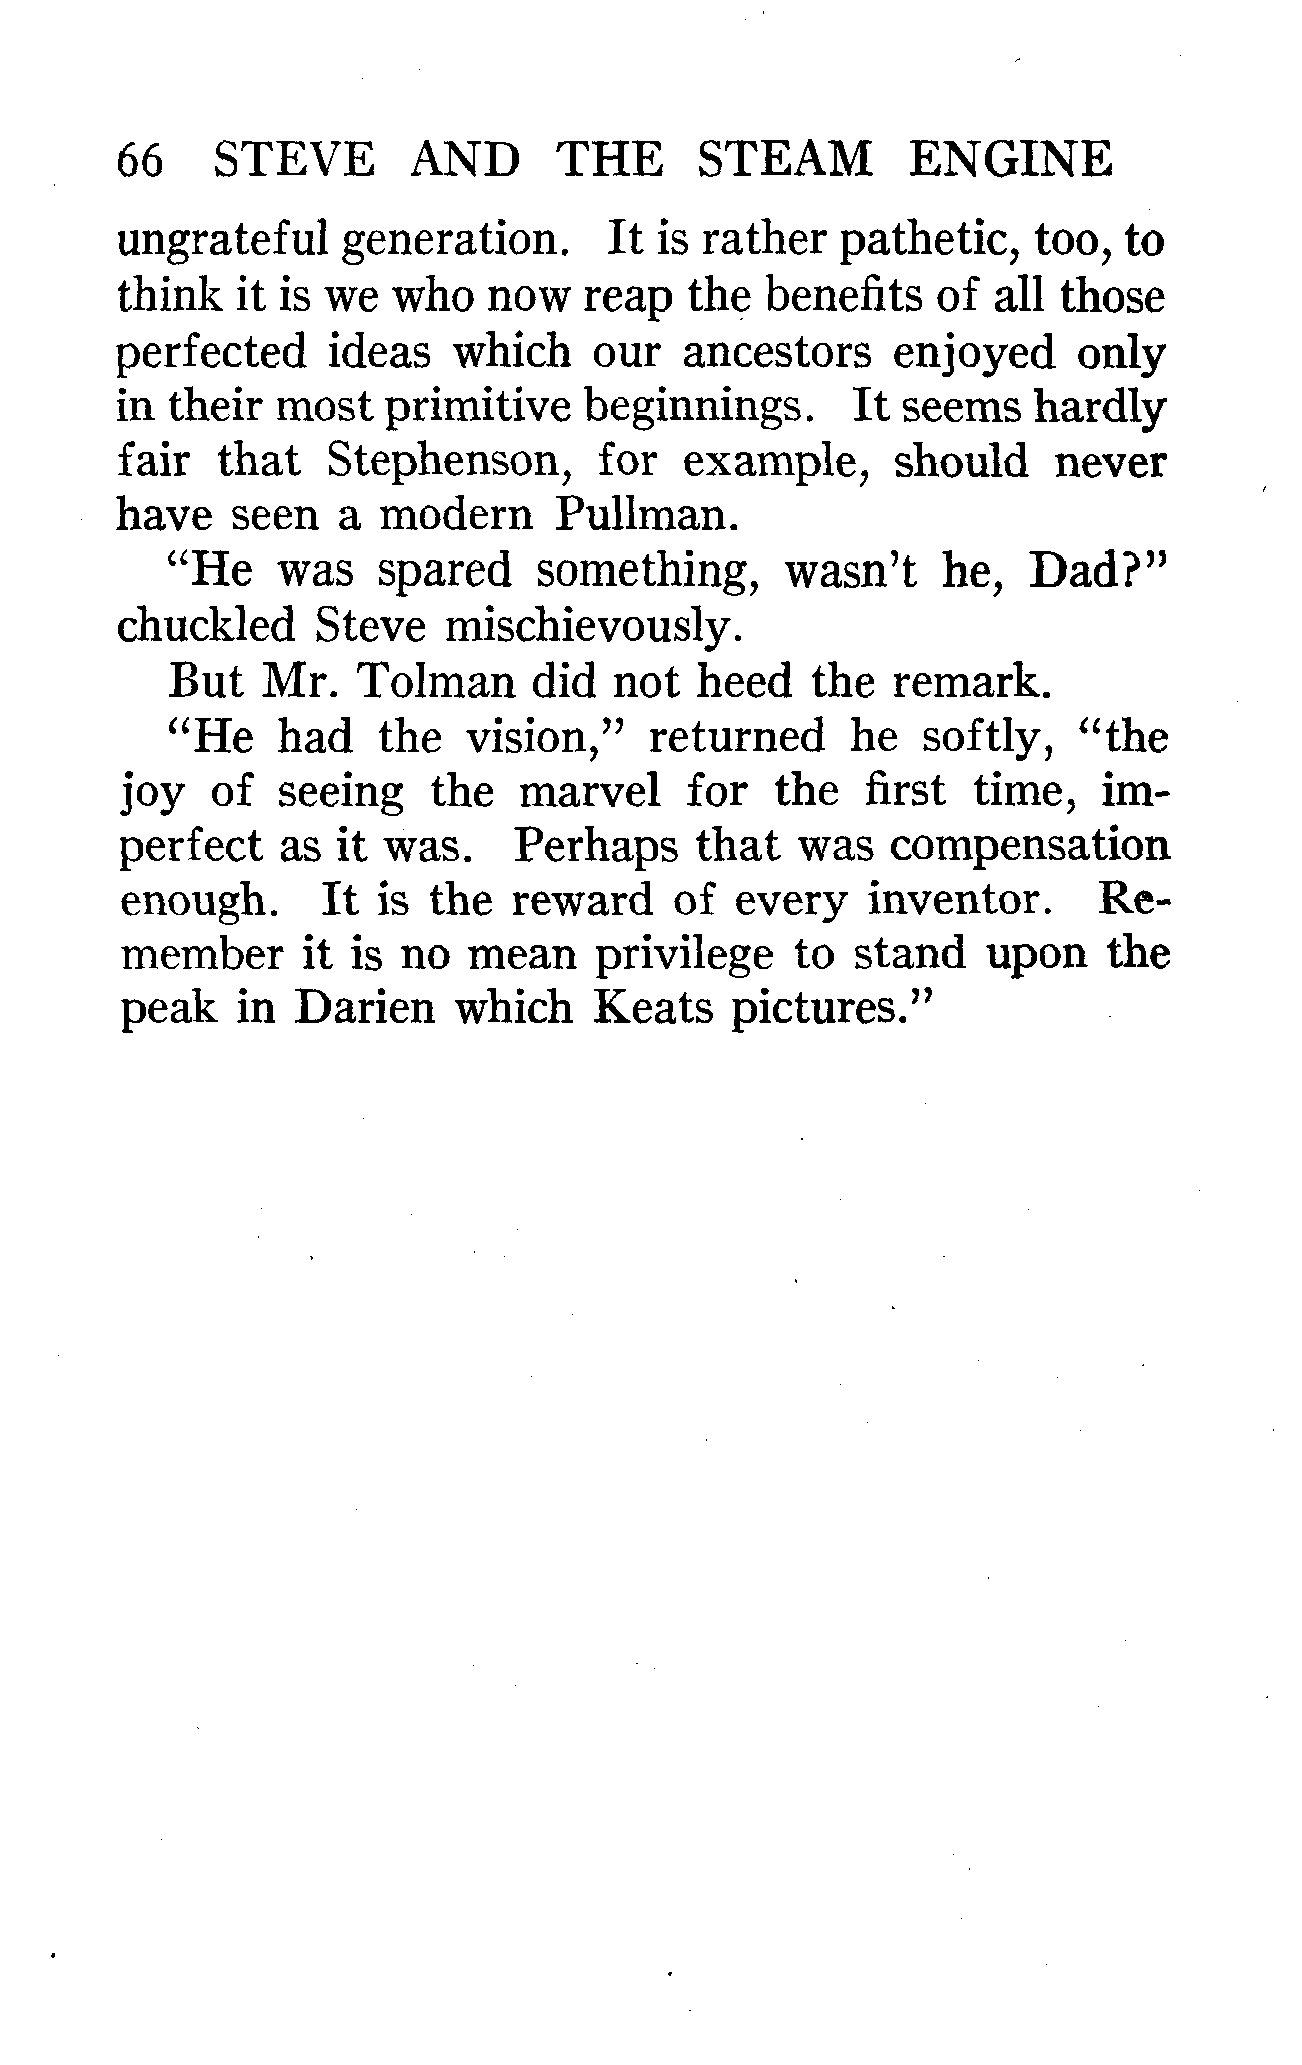 66 STEVE AND THE STEAM ENGINE
ungrateful generation. It is rather pathetic, too, to
think it is we who now reap the benefits of all those
perfected ideas which our ancestors enjoyed only
in their most primitive beginnings. It seems hardly
fair that Stephenson, for example, should never
have seen a modern Pullman.
“He was spared something, wasn’t he, Dad?”
chuckled Steve mischievously.
But Mr. Tolman did not heed the remark.
“He had the vision,” returned he softly, “the
joy of seeing the marvel for the first time, im-
perfect as it was. Perhaps that was compensation
enough. It is the reward of every inventor. Re-
member it is no mean privilege to stand upon the
peak in Darien which Keats pictures.”